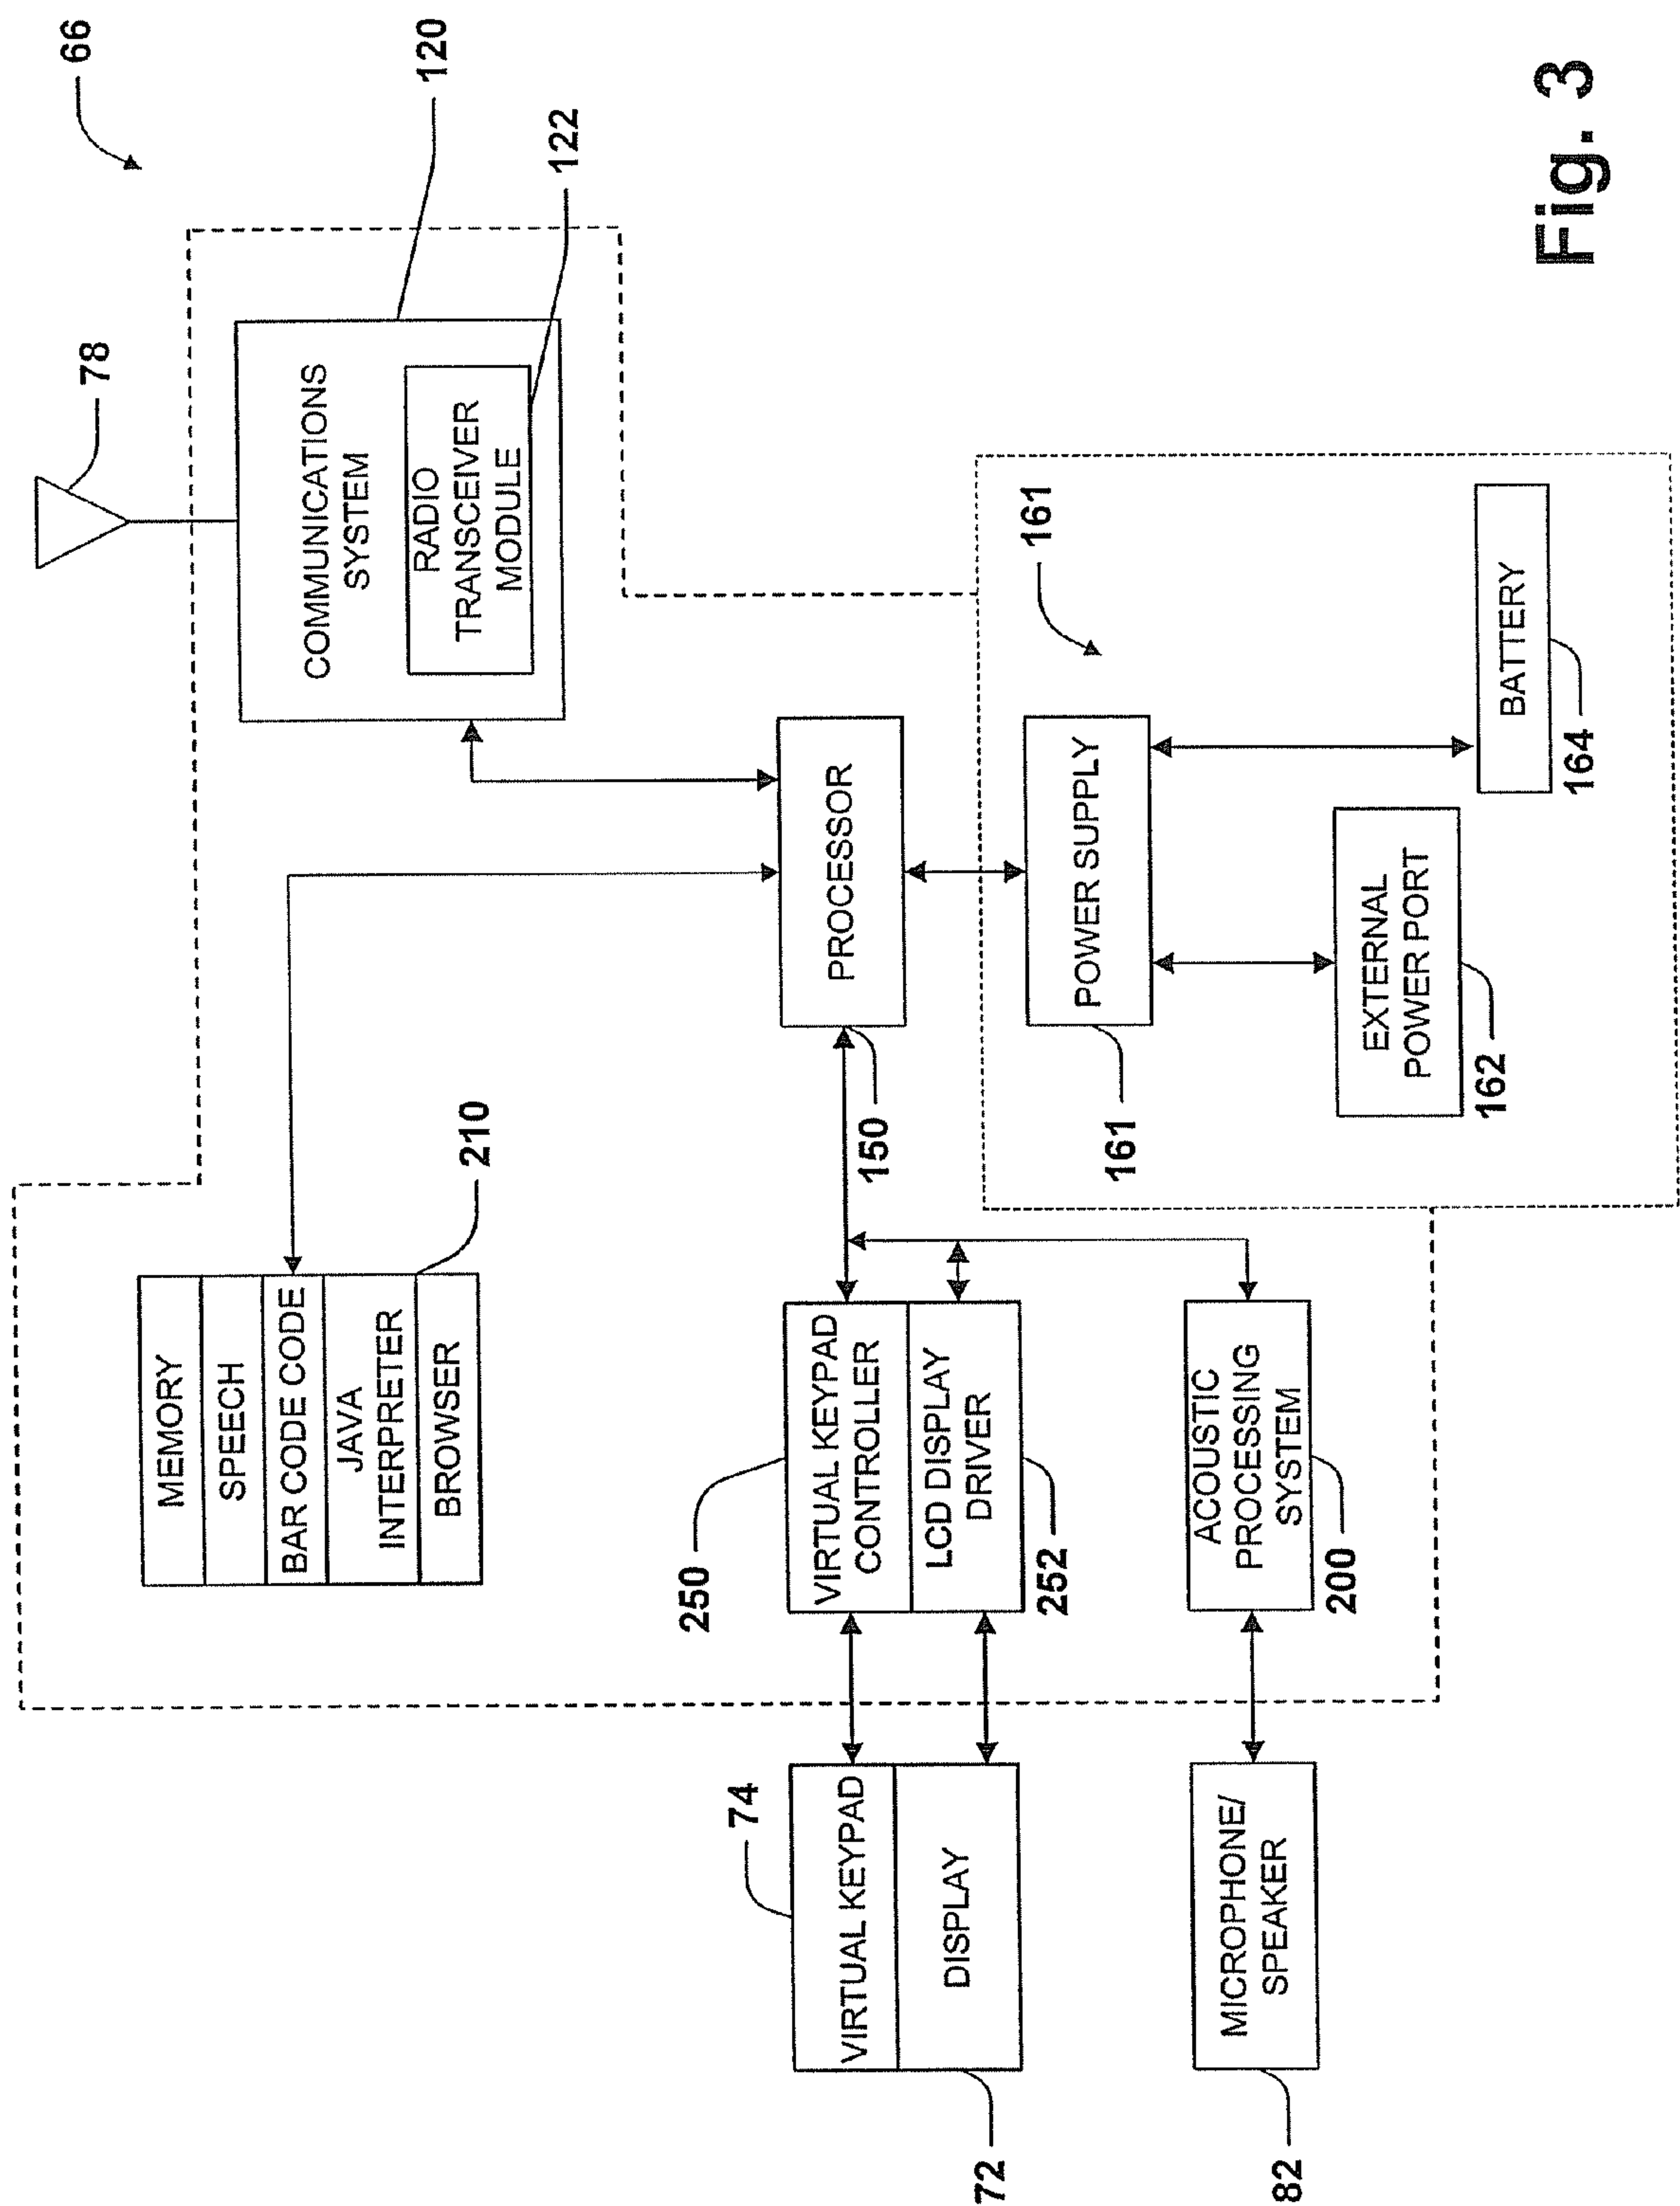 66
78
120
COMMUNICATIONS
SYSTEM
RADIO
TRANSCEIVER
MODULE
122
MEMORY
SPEECH
BAR CODE CODE
JAVA
INTERPRETER
BROWSER
210
PROCESSOR
150
74
VIRTUAL KEYPAD
DISPLAY
72
250
VIRTUAL KEYPAD
CONTROLLER
LCD DISPLAY
DRIVER
252
MICROPHONE/
SPEAKER
82
ACOUSTIC
PROCESSING
SYSTEM
200
161
POWER SUPPLY
161
EXTERNAL
POWER PORT
162
BATTERY
164
Fig. 3